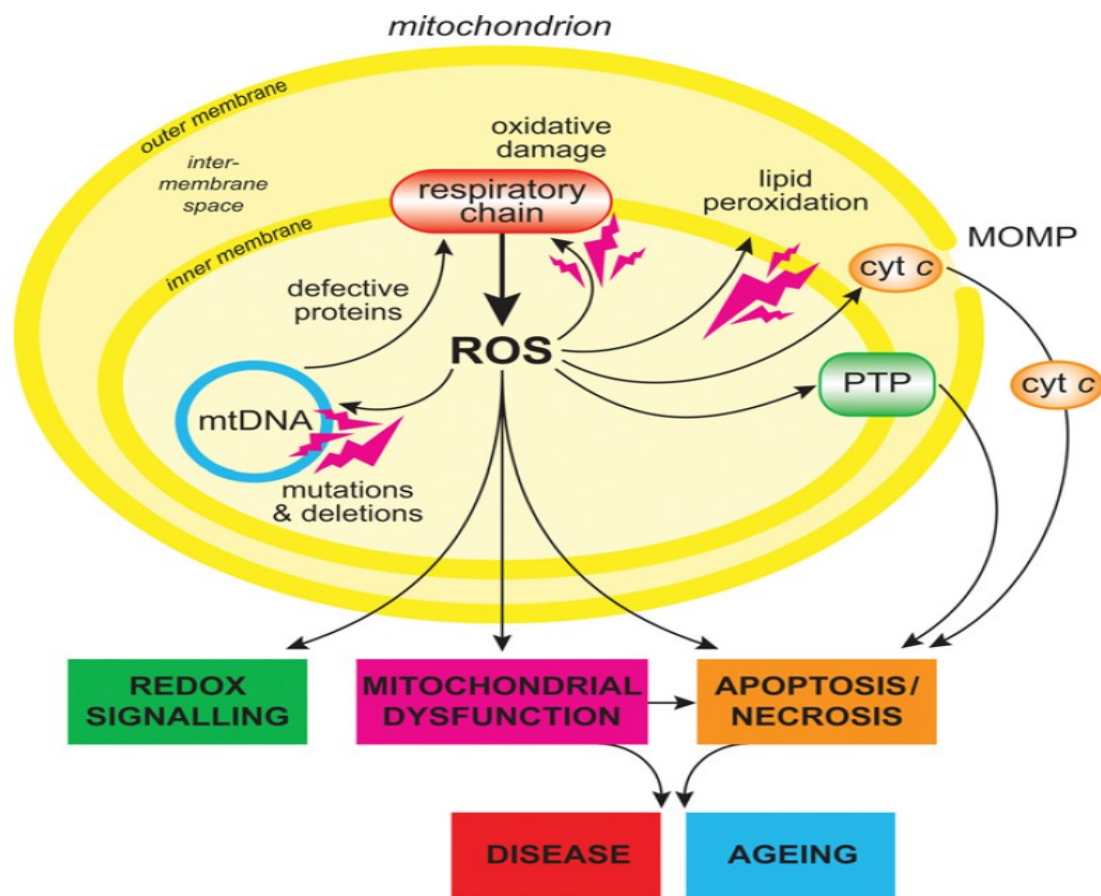 mitochondrion
outer membrane
inter-
membrane
space
oxidative
damage
respiratory
chain
lipid
peroxidation
MOMP
cyt c
inner membrane
defective
proteins
ROS
PTP
cyt c
mtDNA
mutations
& deletions
REDOX
SIGNALLING
MITOCHONDRIAL
DYSFUNCTION
APOPTOSIS/
NECROSIS
DISEASE
AGEING